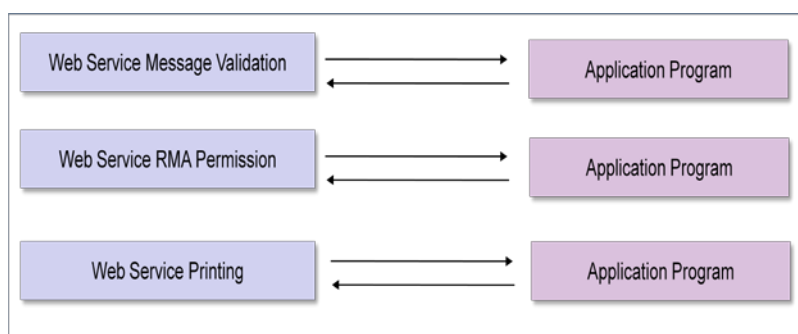 Web Service Message Validation
Application Program
Web Service RMA Permission
Application Program
Web Service Printing
Application Program